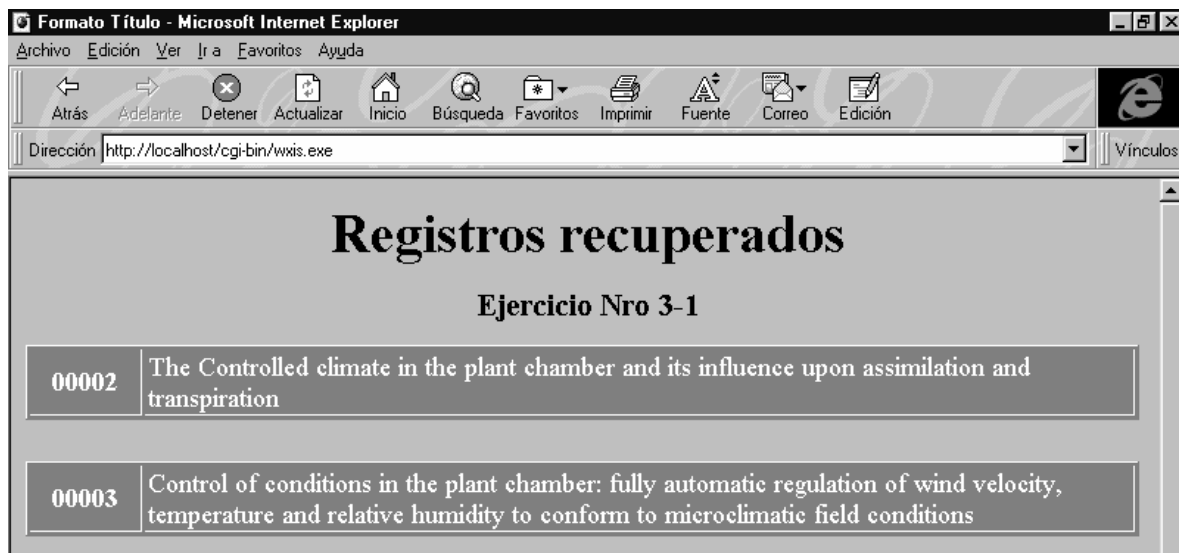 Formato Título - Microsoft Internet Explorer
Archivo Edición Ver Ir a Favoritos Ayuda
Atrás Adelante Detener Actualizar Inicio Búsqueda Favoritos Imprimir Fuente Correo Edición
Dirección http://localhost/cgi-bin/wxis.exe Vínculos
Registros recuperados
Ejercicio Nro 3-1
00002 The Controlled climate in the plant chamber and its influence upon assimilation and
transpiration
00003 Control of conditions in the plant chamber: fully automatic regulation of wind velocity,
temperature and relative humidity to conform to microclimatic field conditions